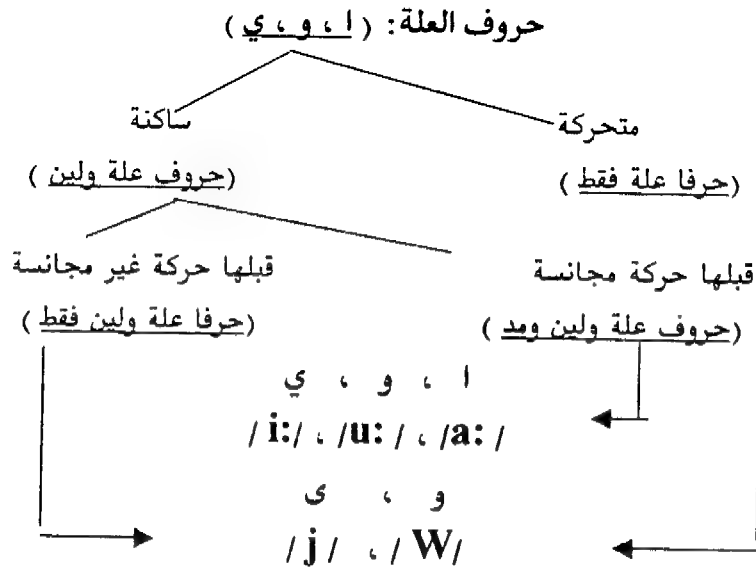 حروف العلة: (ا ، و ، ي)
متحركة ساكنة
(حرفا علة فقط) (حروف علة ولين)
قبلها حركة مجانسة قبلها حركة غير مجانسة
(حروف علة ولين ومد) (حرفا علة ولين فقط)
ا ، و ، ي
/a:/ ، /u:/ ، /i:/
و ، ى
/W/ ، /j/